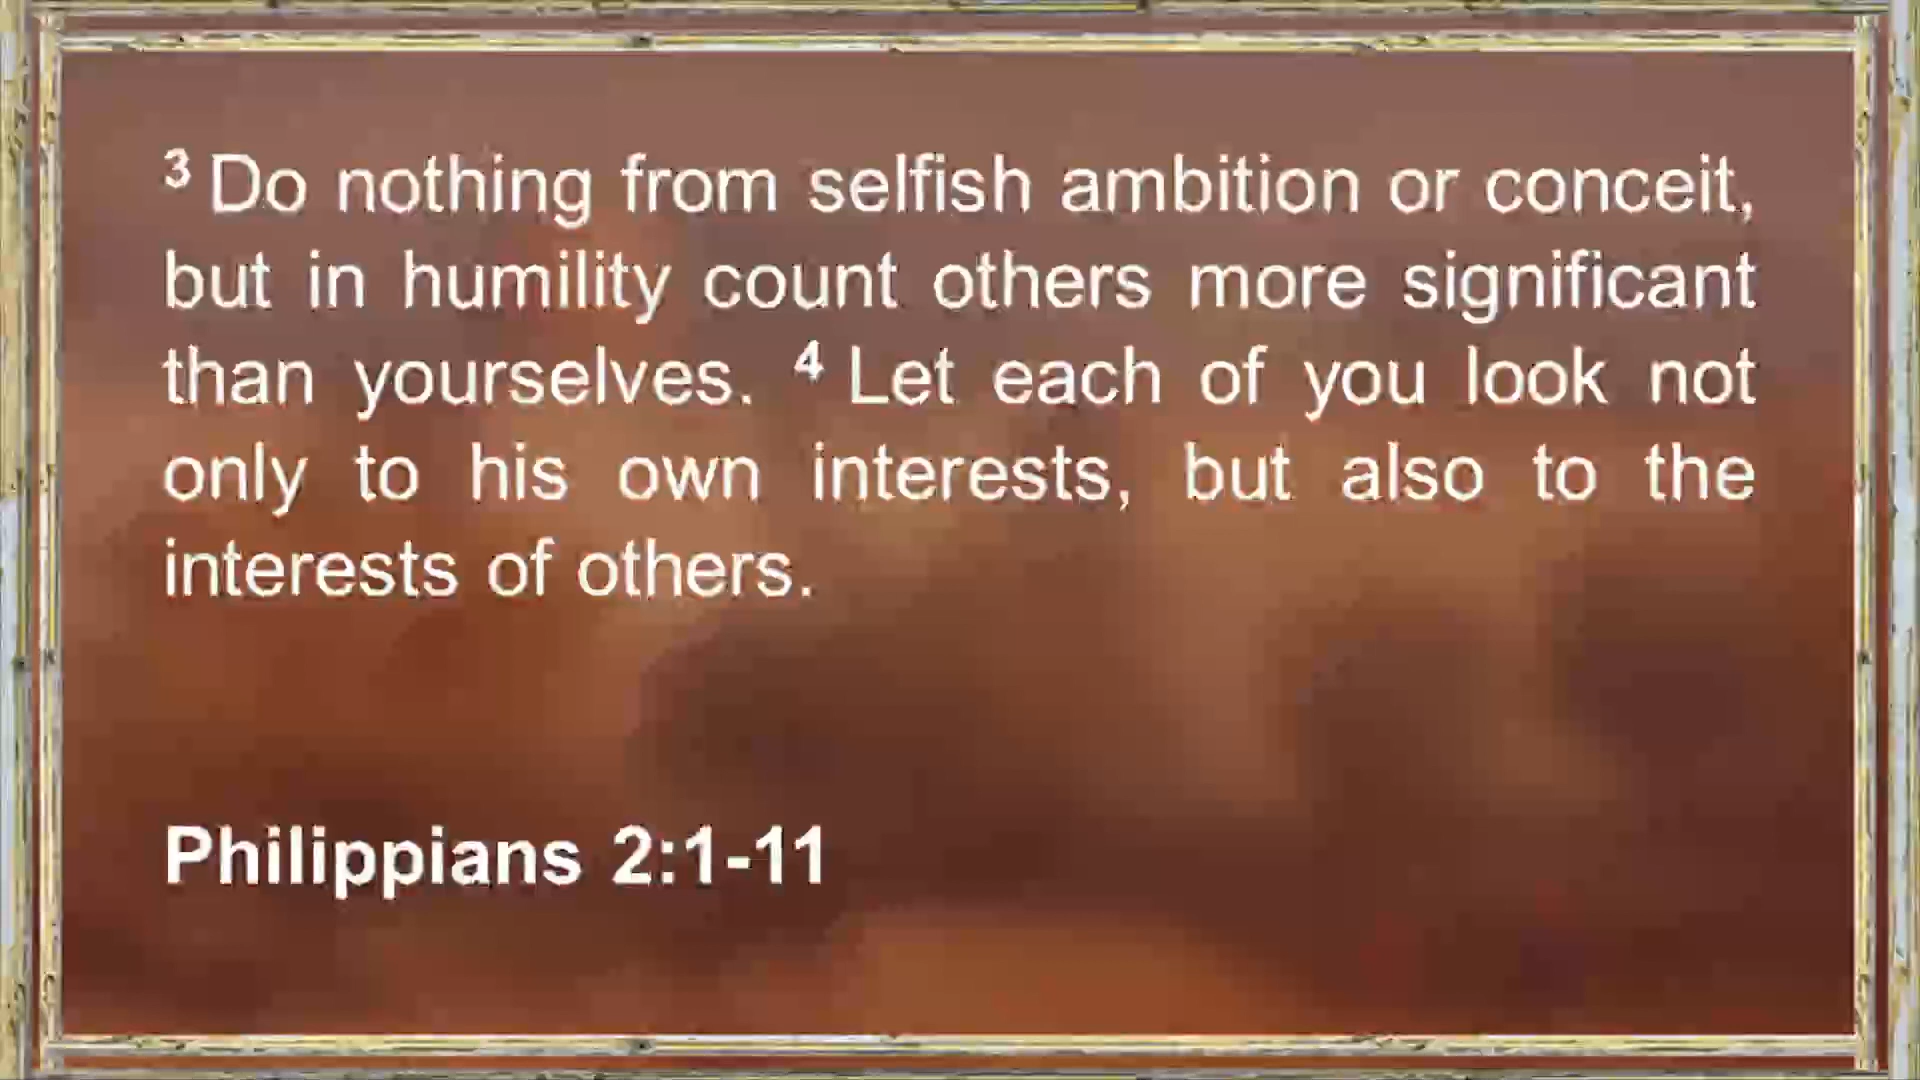 3 Do nothing from selfish ambition or conceit,
but in humility count others more significant
than yourselves. 4 Let each of you look not
only to his own interests, but also to the
interests of others.
Philippians 2:1-11